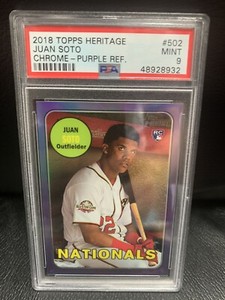 2018 TOPPS HERITAGE #502
JUAN SOTO MINT
CHROME-PURPLE REF. PSA 9
48928932
JUAN
SOTO
Outfielder
RC
NATIONALS